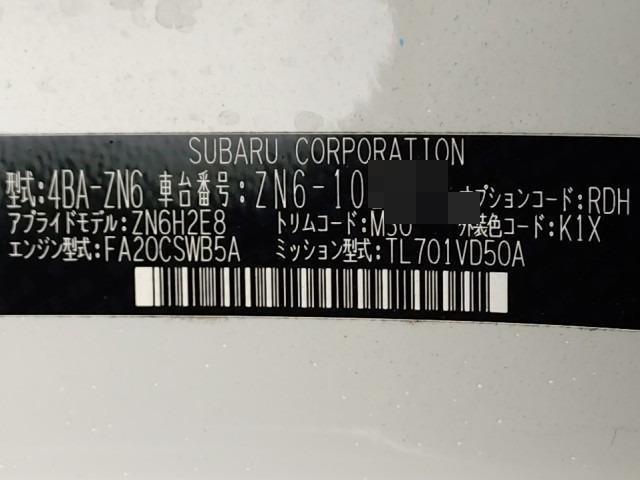 SUBARU CORPORATION
型式:4BA-ZN6 車台番号:ZN6-10 オプションコード:RDH
アプライドモデル:ZN6H2E8 トリムコード:M 外装色コード:K1X
エンジン型式:FA20CSWB5A ミッション型式:TL701VD50A